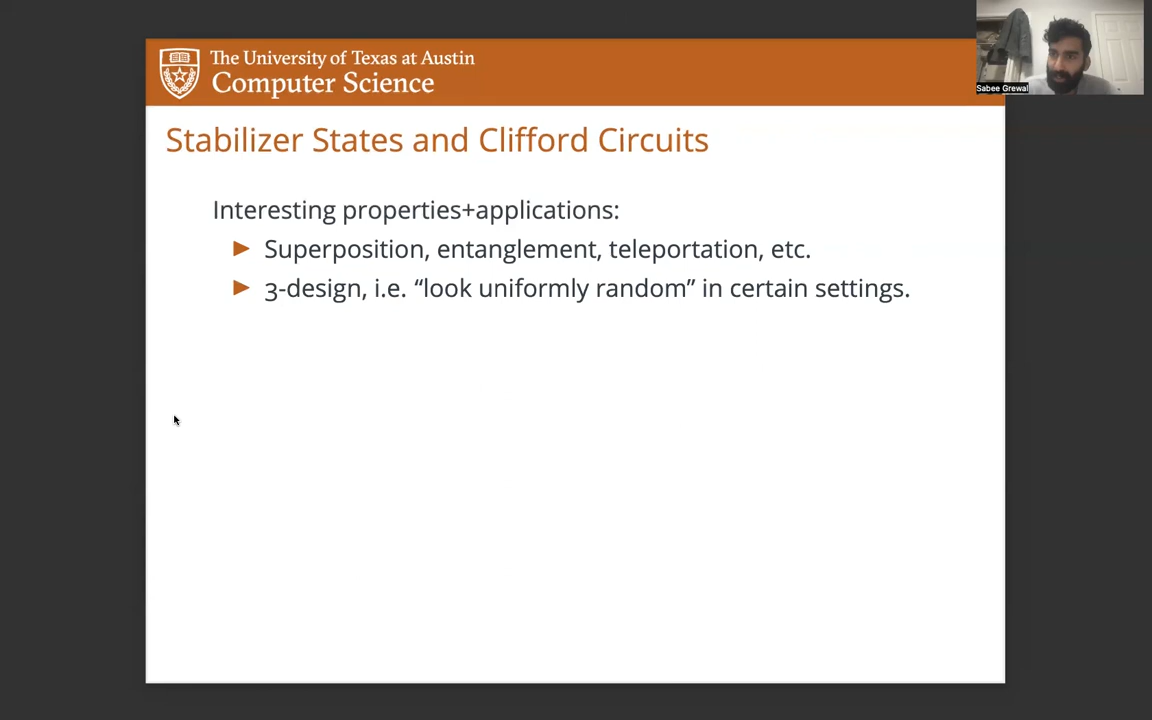 The University of Texas at Austin
Computer Science
Sabee Grewal
Stabilizer States and Clifford Circuits
Interesting properties+applications:
Superposition, entanglement, teleportation, etc.
3-design, i.e. “look uniformly random” in certain settings.